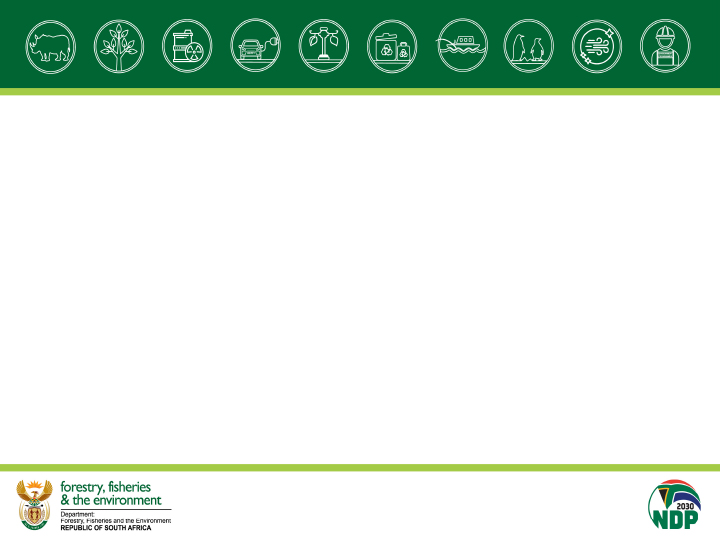 forestry, fisheries
& the environment
Department:
Forestry, Fisheries and the Environment
REPUBLIC OF SOUTH AFRICA
2030
NDP